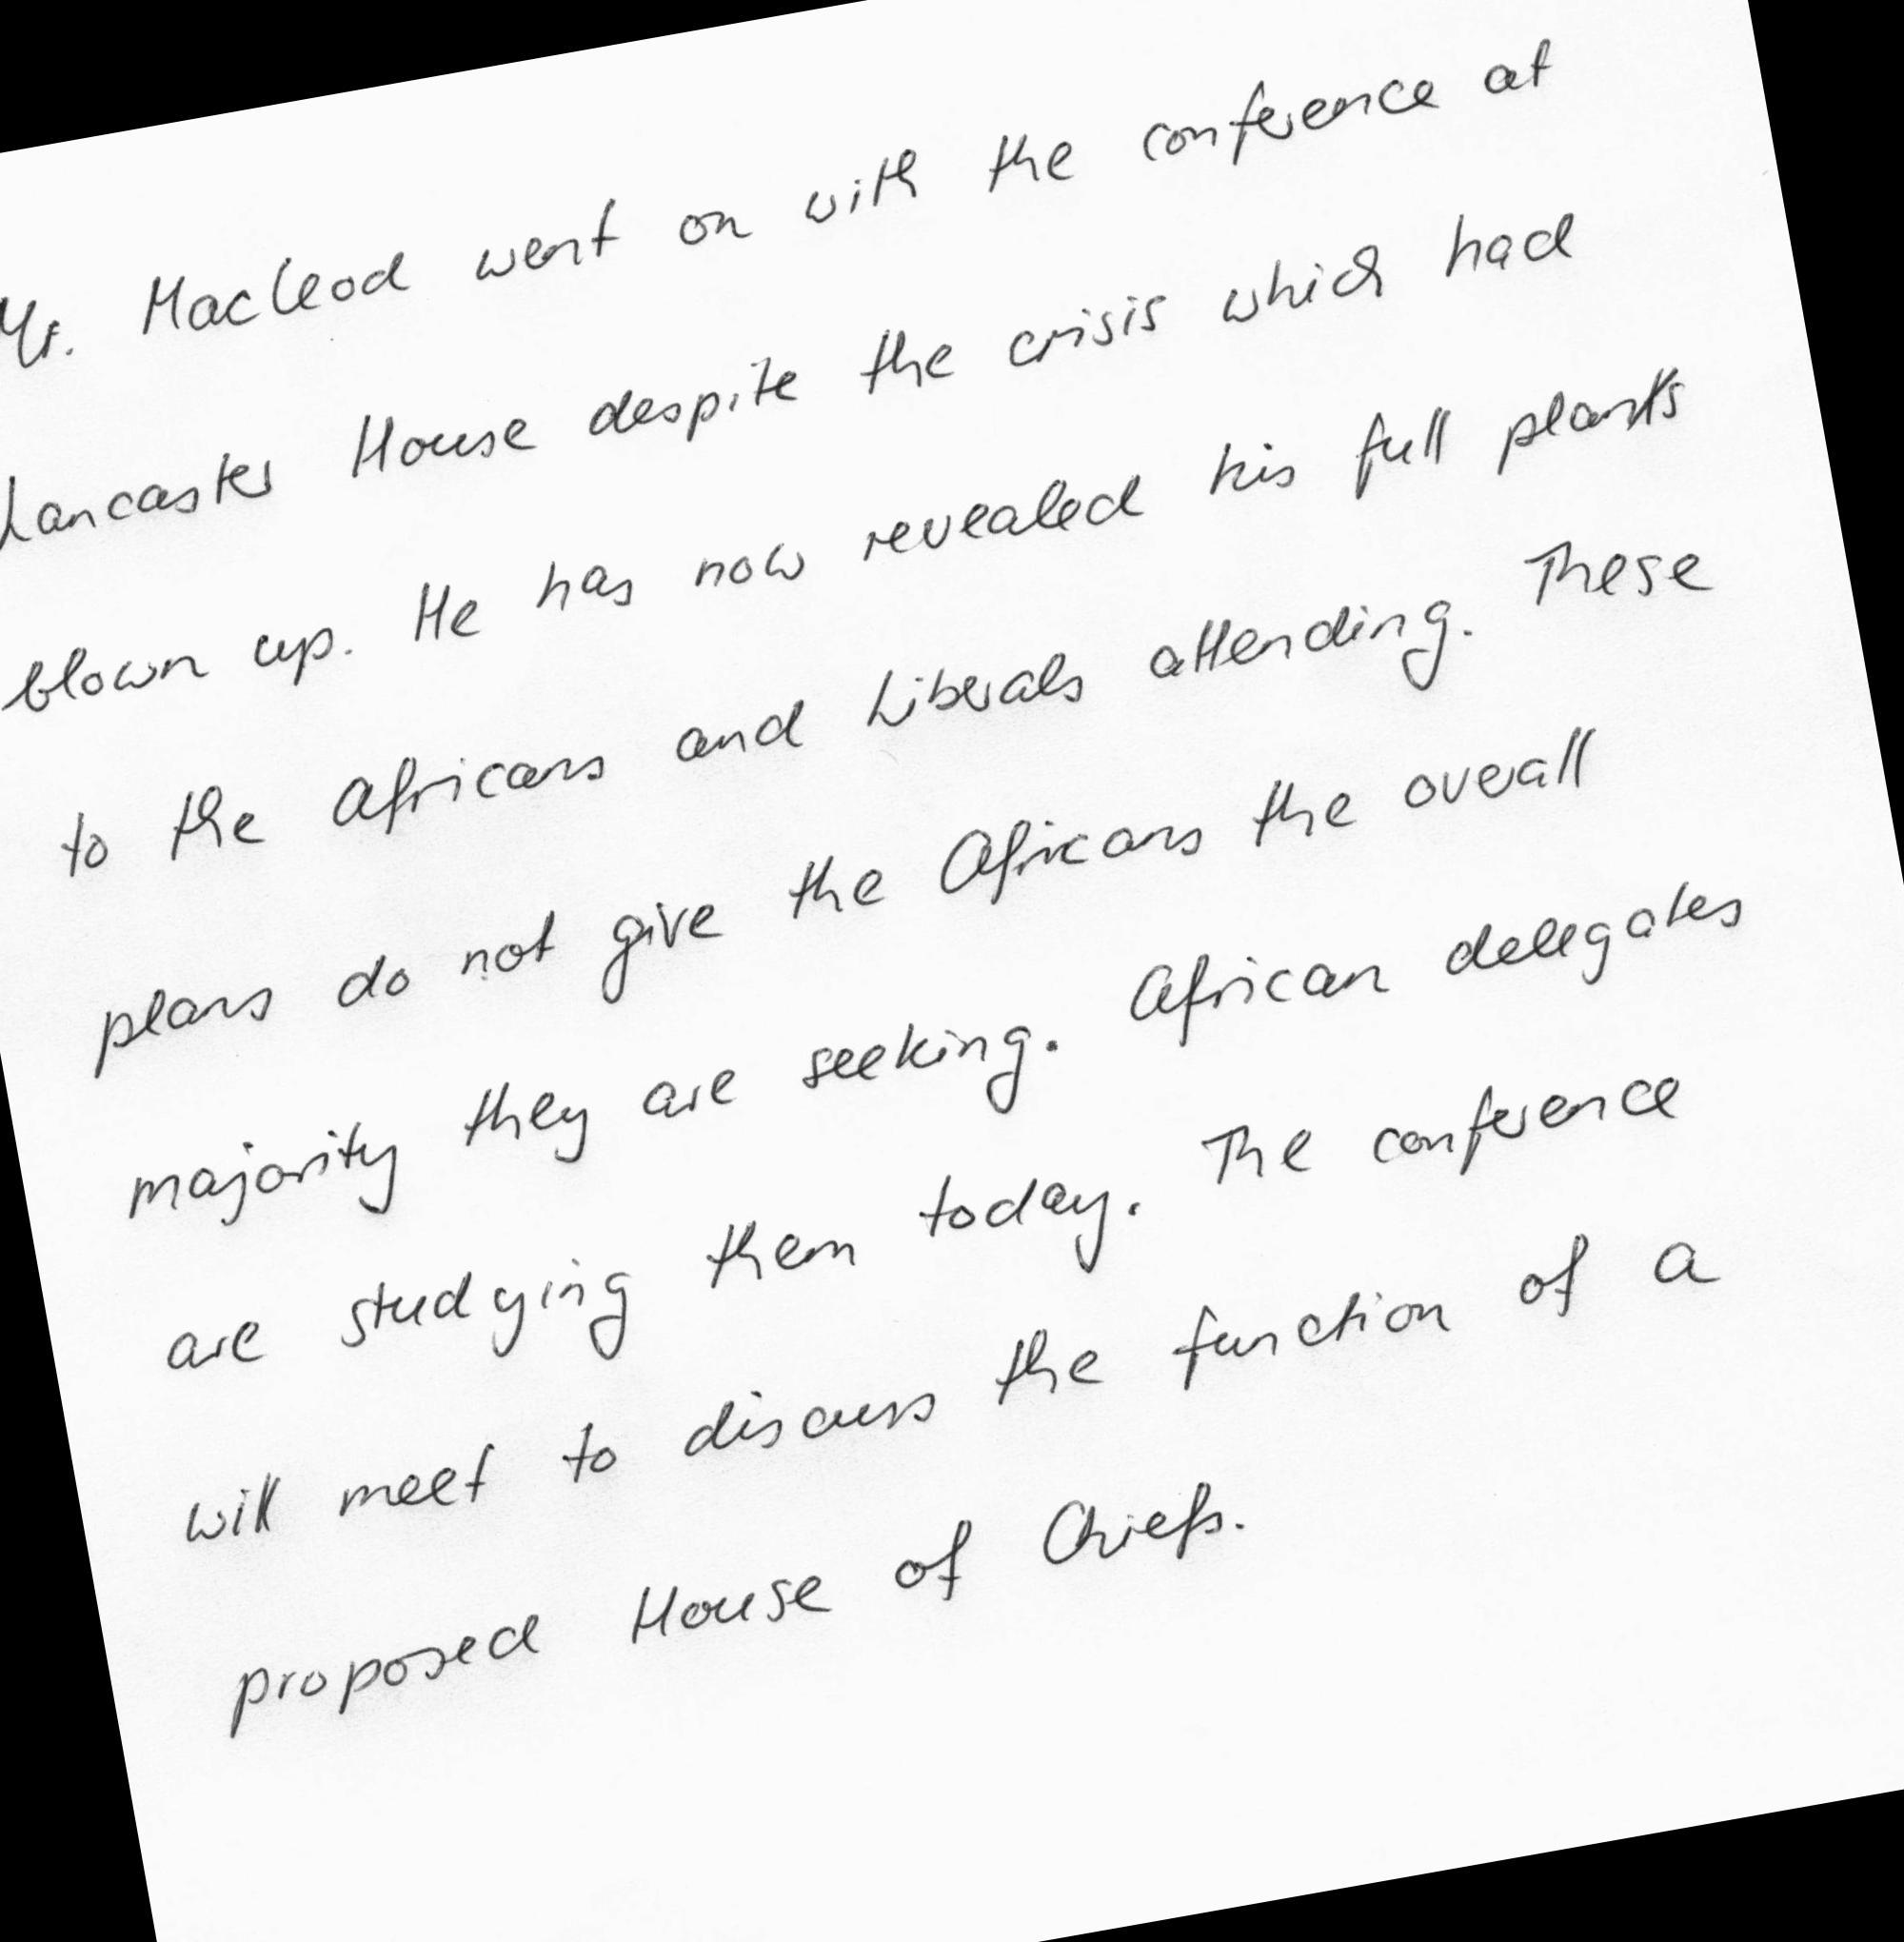 Mr. Macleod went on with the conference at
Lancaster House despite the crisis which had
blown up. He has now revealed his full plans
to the Africans and Liberals attending. These
plans do not give the Africans the overall
majority they are seeking. African delegates
are studying them today. The conference
will meet to discuss the function of a
proposed House of Chiefs.